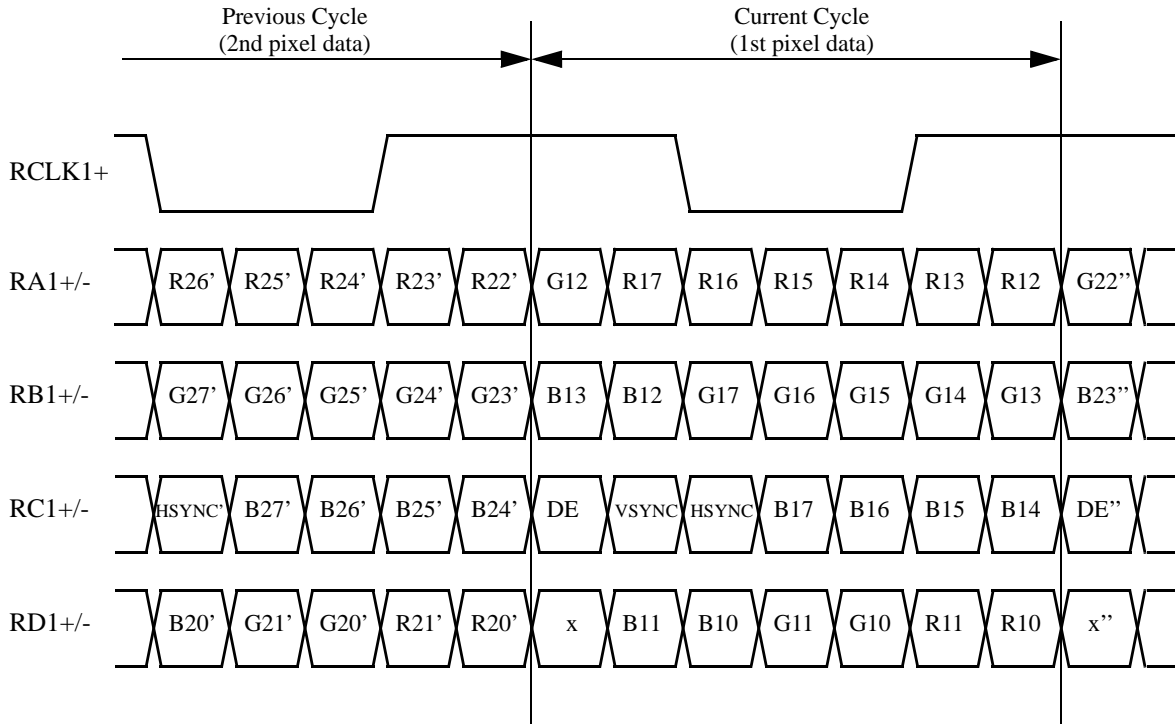 Previous Cycle
(2nd pixel data)
Current Cycle
(1st pixel data)
RCLK1+
RA1+/- R26’ R25’ R24’ R23’ R22’ G12 R17 R16 R15 R14 R13 R12 G22’’
RB1+/- G27’ G26’ G25’ G24’ G23’ B13 B12 G17 G16 G15 G14 G13 B23’’
RC1+/- HSYNC’ B27’ B26’ B25’ B24’ DE VSYNC HSYNC B17 B16 B15 B14 DE’’
RD1+/- B20’ G21’ G20’ R21’ R20’ x B11 B10 G11 G10 R11 R10 x’’